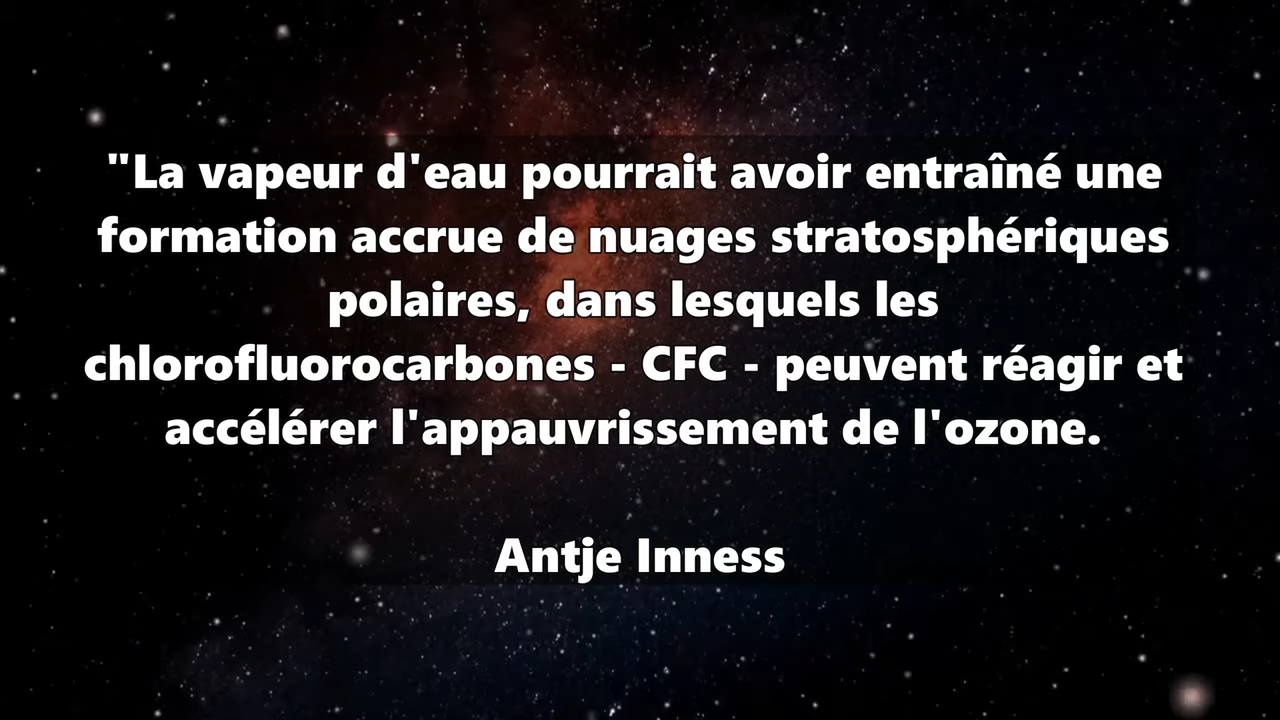 "La vapeur d'eau pourrait avoir entraîné une
formation accrue de nuages stratosphériques
polaires, dans lesquels les
chlorofluorocarbones - CFC - peuvent réagir et
accélérer l'appauvrissement de l'ozone.
Antje Inness